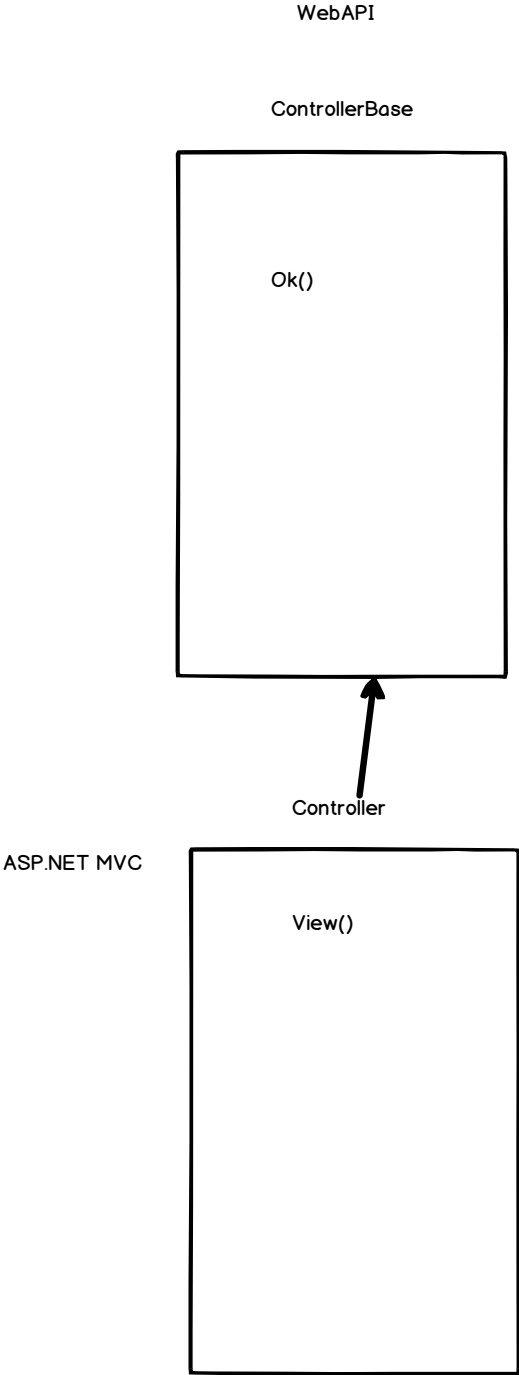 WebAPI
ControllerBase
Ok()
Controller
ASP.NET MVC
View()